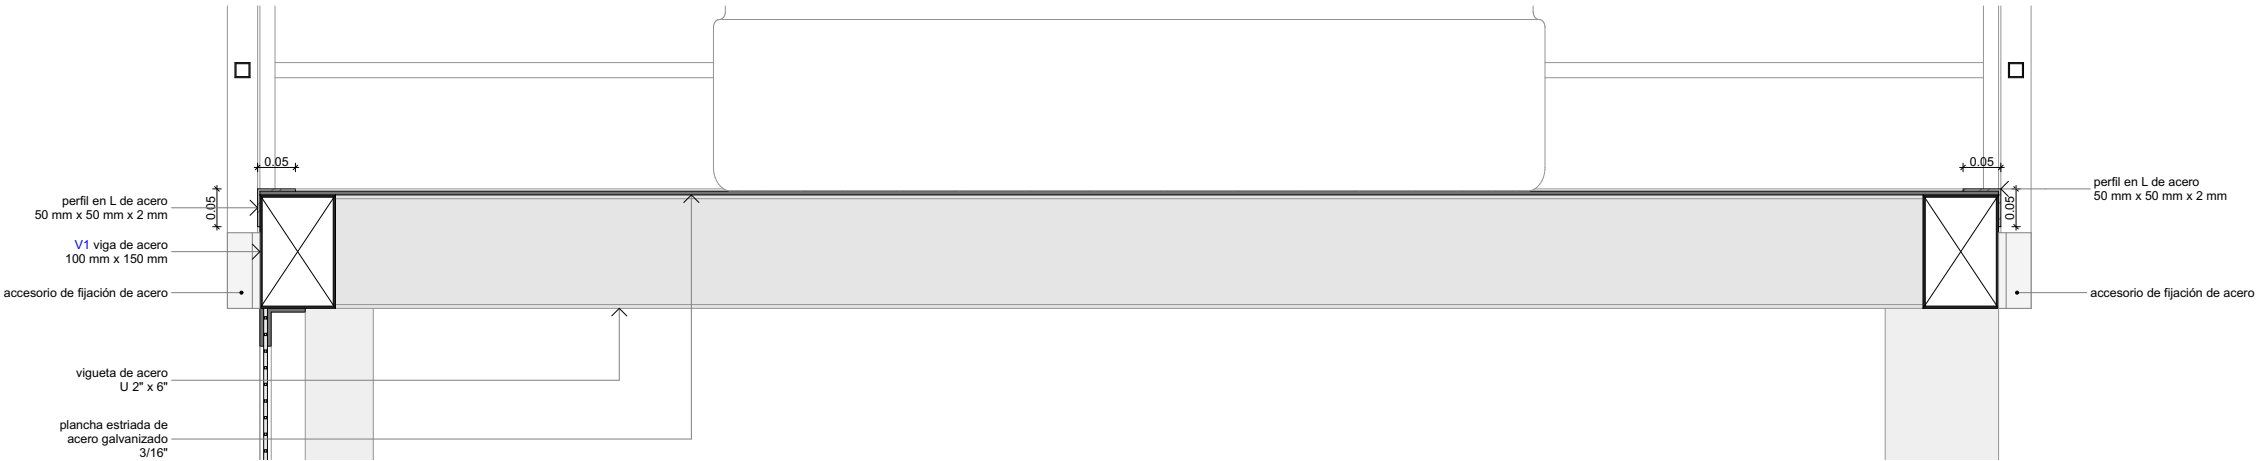 0.05
0.05
perfil en L de acero
50 mm x 50 mm x 2 mm
V1 viga de acero
100 mm x 150 mm
accesorio de fijación de acero
vigueta de acero
U 2" x 6"
plancha estriada de
acero galvanizado
3/16"
0.05
0.05
perfil en L de acero
50 mm x 50 mm x 2 mm
accesorio de fijación de acero